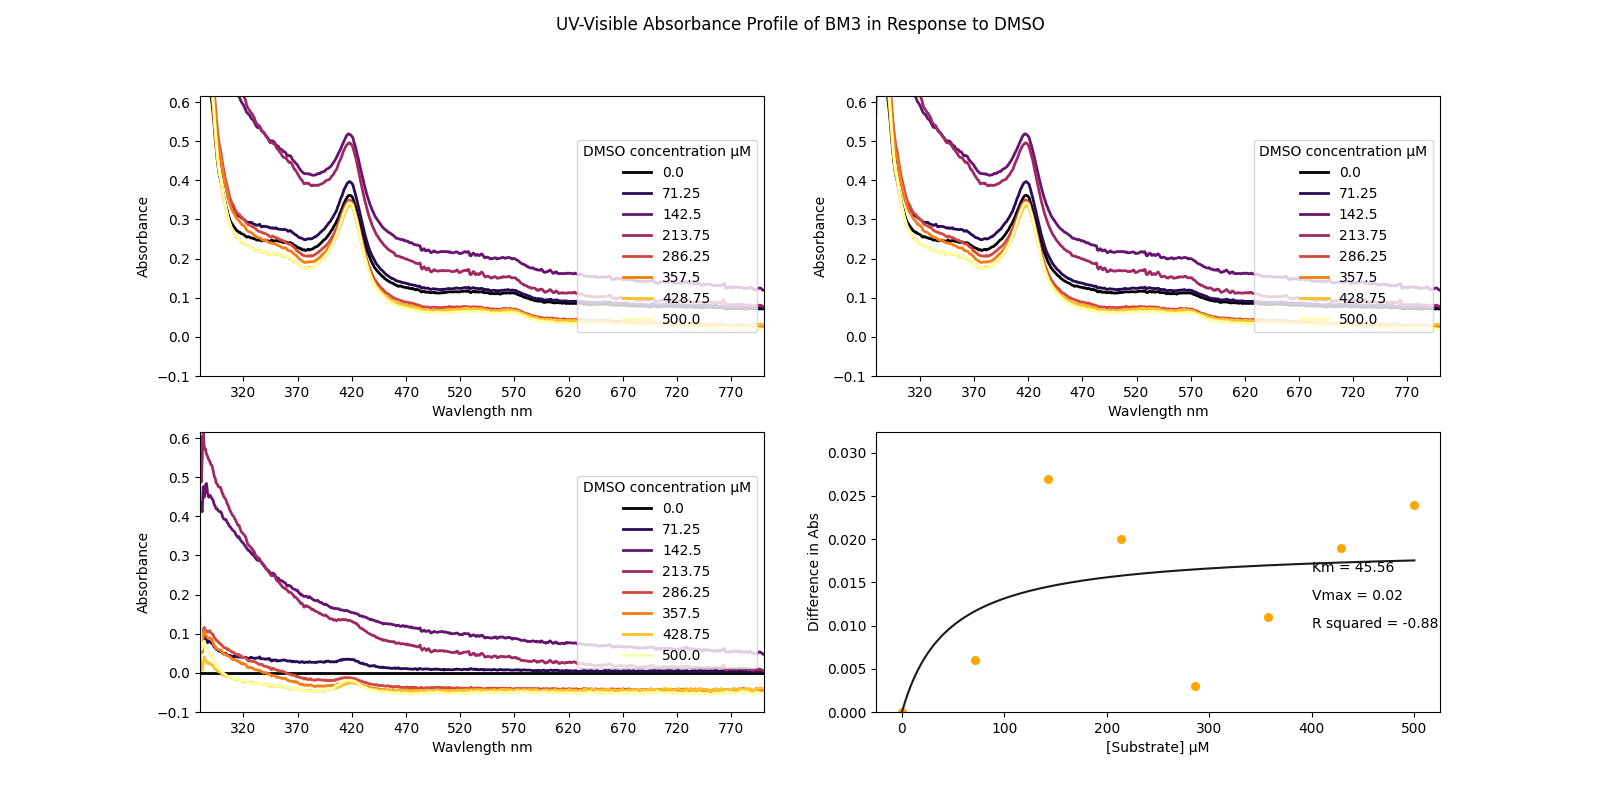 UV-Visible Absorbance Profile of BM3 in Response to DMSO
0.6
0.5
0.4
0.3
0.2
0.1
0.0
−0.1
Absorbance
320 370 420 470 520 570 620 670 720 770
Wavlength nm
DMSO concentration μM
0.0
71.25
142.5
213.75
286.25
357.5
428.75
500.0
0.6
0.5
0.4
0.3
0.2
0.1
0.0
−0.1
Absorbance
320 370 420 470 520 570 620 670 720 770
Wavlength nm
DMSO concentration μM
0.0
71.25
142.5
213.75
286.25
357.5
428.75
500.0
0.6
0.5
0.4
0.3
0.2
0.1
0.0
−0.1
Absorbance
320 370 420 470 520 570 620 670 720 770
Wavlength nm
DMSO concentration μM
0.0
71.25
142.5
213.75
286.25
357.5
428.75
500.0
0.030
0.025
0.020
0.015
0.010
0.005
0.000
Difference in Abs
0 100 200 300 400 500
[Substrate] μM
Km = 45.56
Vmax = 0.02
R squared = -0.88